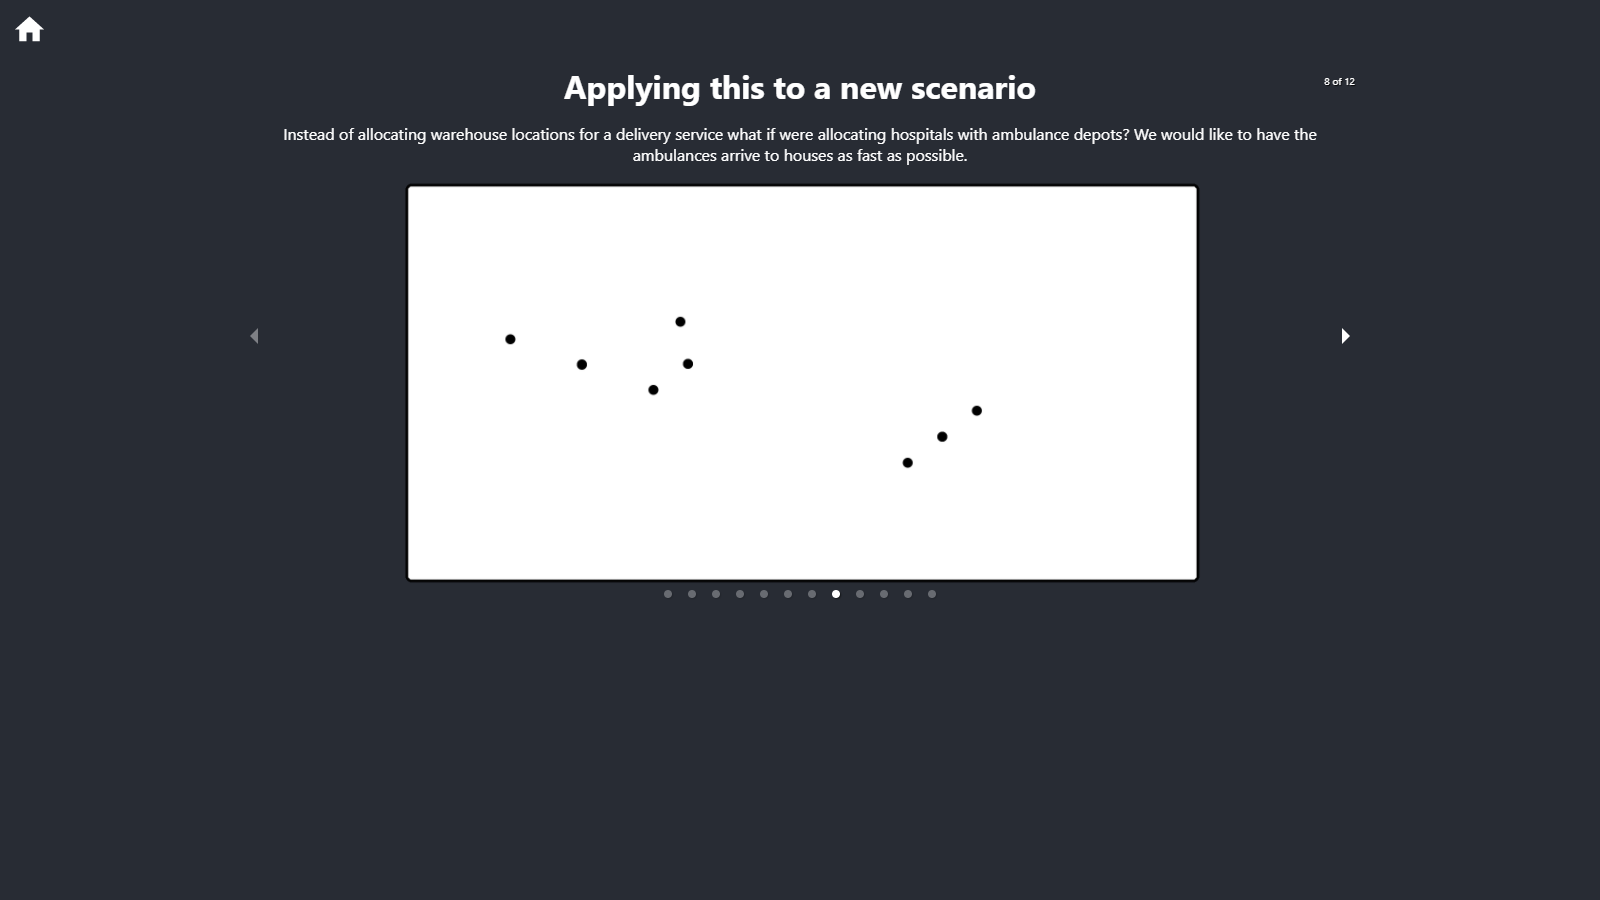 Applying this to a new scenario
8 of 12
Instead of allocating warehouse locations for a delivery service what if were allocating hospitals with ambulance depots? We would like to have the
ambulances arrive to houses as fast as possible.